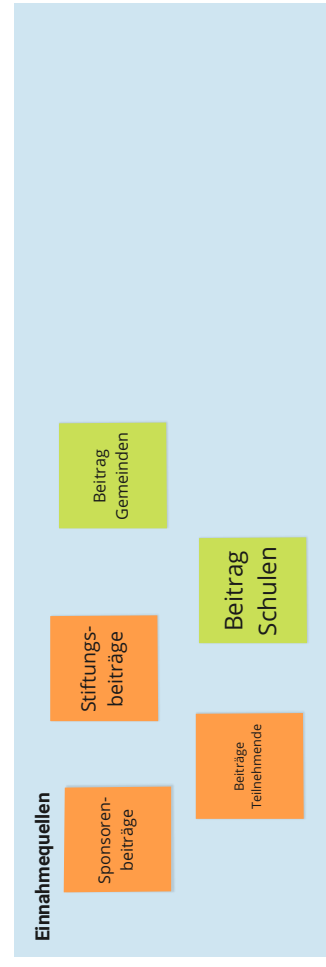 Einnahmequellen
Sponsoren-
beiträge
Stiftungs-
beiträge
Beitrag
Gemeinden
Beiträge
Teilnehmende
Beitrag
Schulen